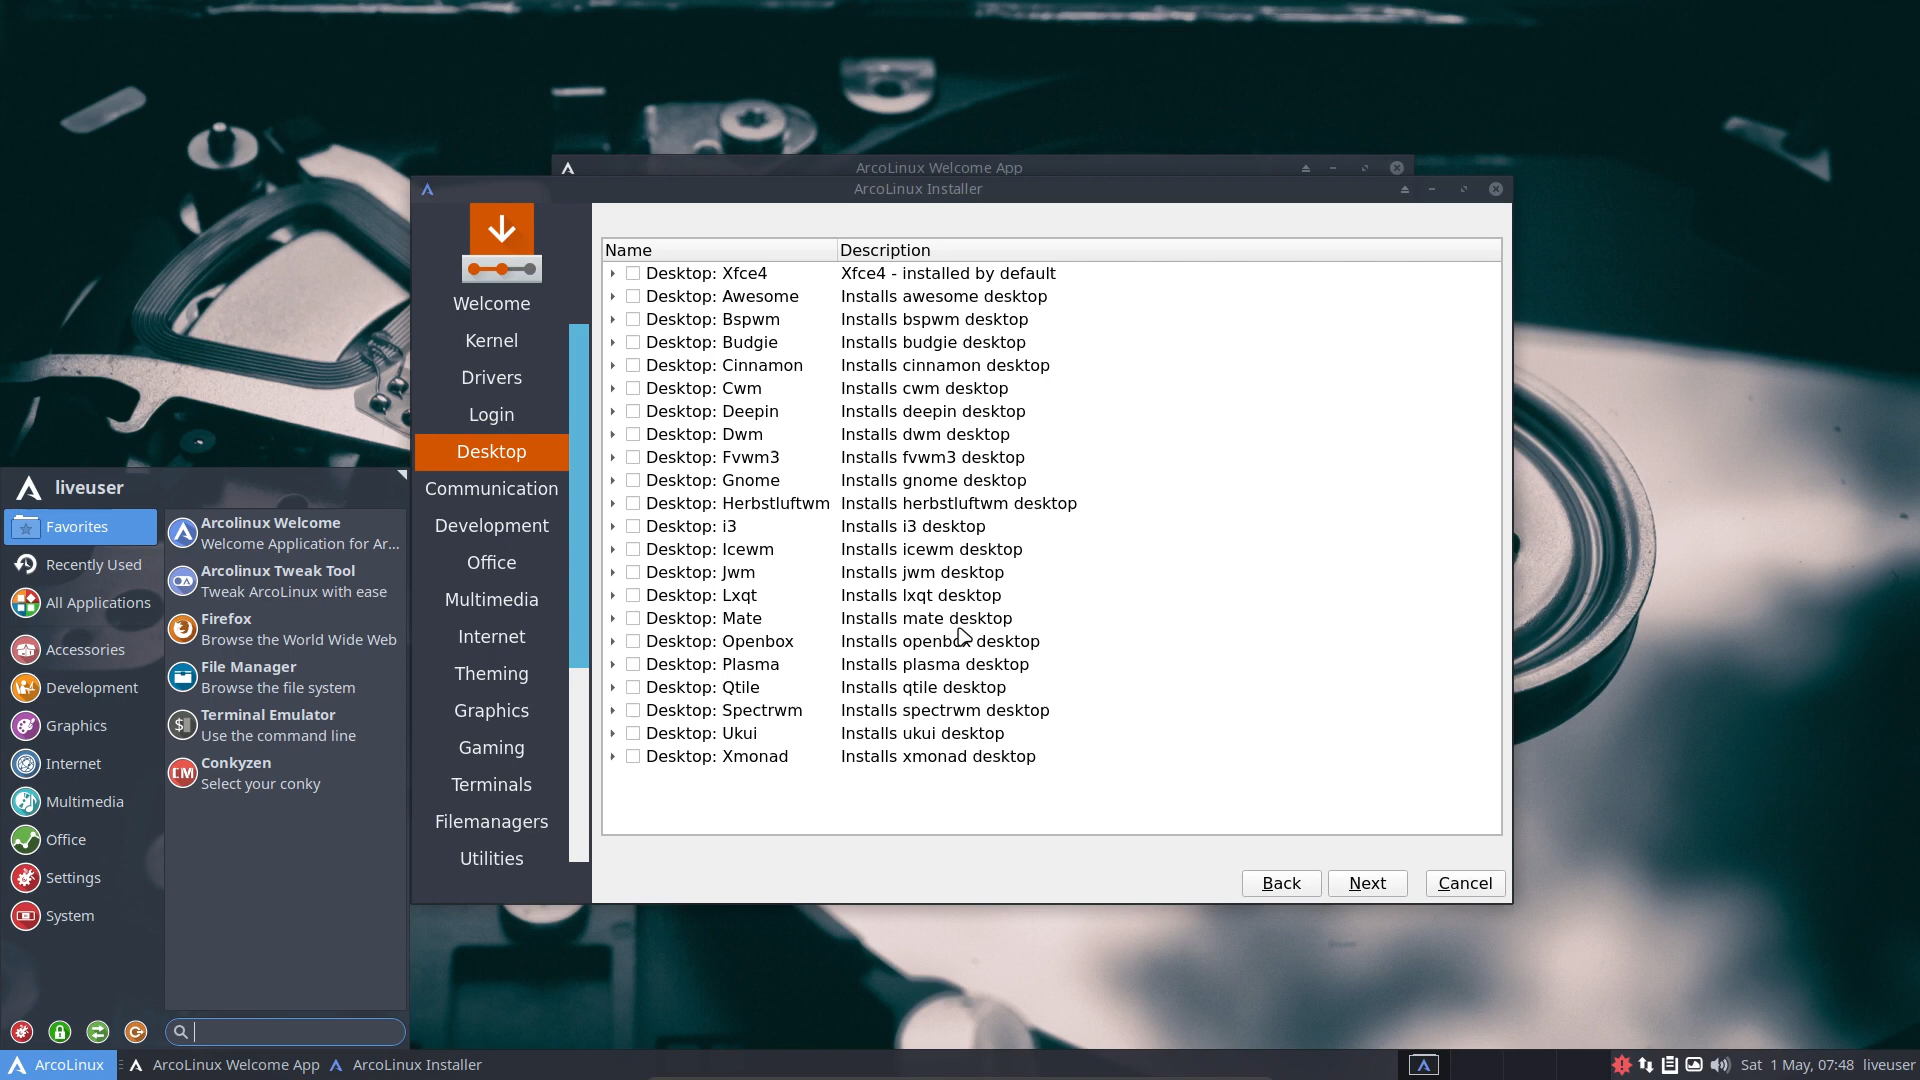 ArcoLinux Welcome App
ArcoLinux Installer
Welcome
Kernel
Drivers
Login
Desktop
Communication
Development
Office
Multimedia
Internet
Theming
Graphics
Gaming
Terminals
Filemanagers
Utilities
Name Description
Desktop: Xfce4 Xfce4 - installed by default
Desktop: Awesome Installs awesome desktop
Desktop: Bspwm Installs bspwm desktop
Desktop: Budgie Installs budgie desktop
Desktop: Cinnamon Installs cinnamon desktop
Desktop: Cwm Installs cwm desktop
Desktop: Deepin Installs deepin desktop
Desktop: Dwm Installs dwm desktop
Desktop: Fvwm3 Installs fvwm3 desktop
Desktop: Gnome Installs gnome desktop
Desktop: Herbstluftwm Installs herbstluftwm desktop
Desktop: i3 Installs i3 desktop
Desktop: Icewm Installs icewm desktop
Desktop: Jwm Installs jwm desktop
Desktop: Lxqt Installs lxqt desktop
Desktop: Mate Installs mate desktop
Desktop: Openbox Installs openbox desktop
Desktop: Plasma Installs plasma desktop
Desktop: Qtile Installs qtile desktop
Desktop: Spectrwm Installs spectrwm desktop
Desktop: Ukui Installs ukui desktop
Desktop: Xmonad Installs xmonad desktop
Back Next Cancel
liveuser
Favorites
Recently Used
All Applications
Accessories
Development
Graphics
Internet
Multimedia
Office
Settings
System
Arcolinux Welcome
Welcome Application for Ar...
Arcolinux Tweak Tool
Tweak ArcoLinux with ease
Firefox
Browse the World Wide Web
File Manager
Browse the file system
Terminal Emulator
Use the command line
Conkyzen
Select your conky
ArcoLinux ArcoLinux Welcome App ArcoLinux Installer Sat 1 May, 07:48 liveuser